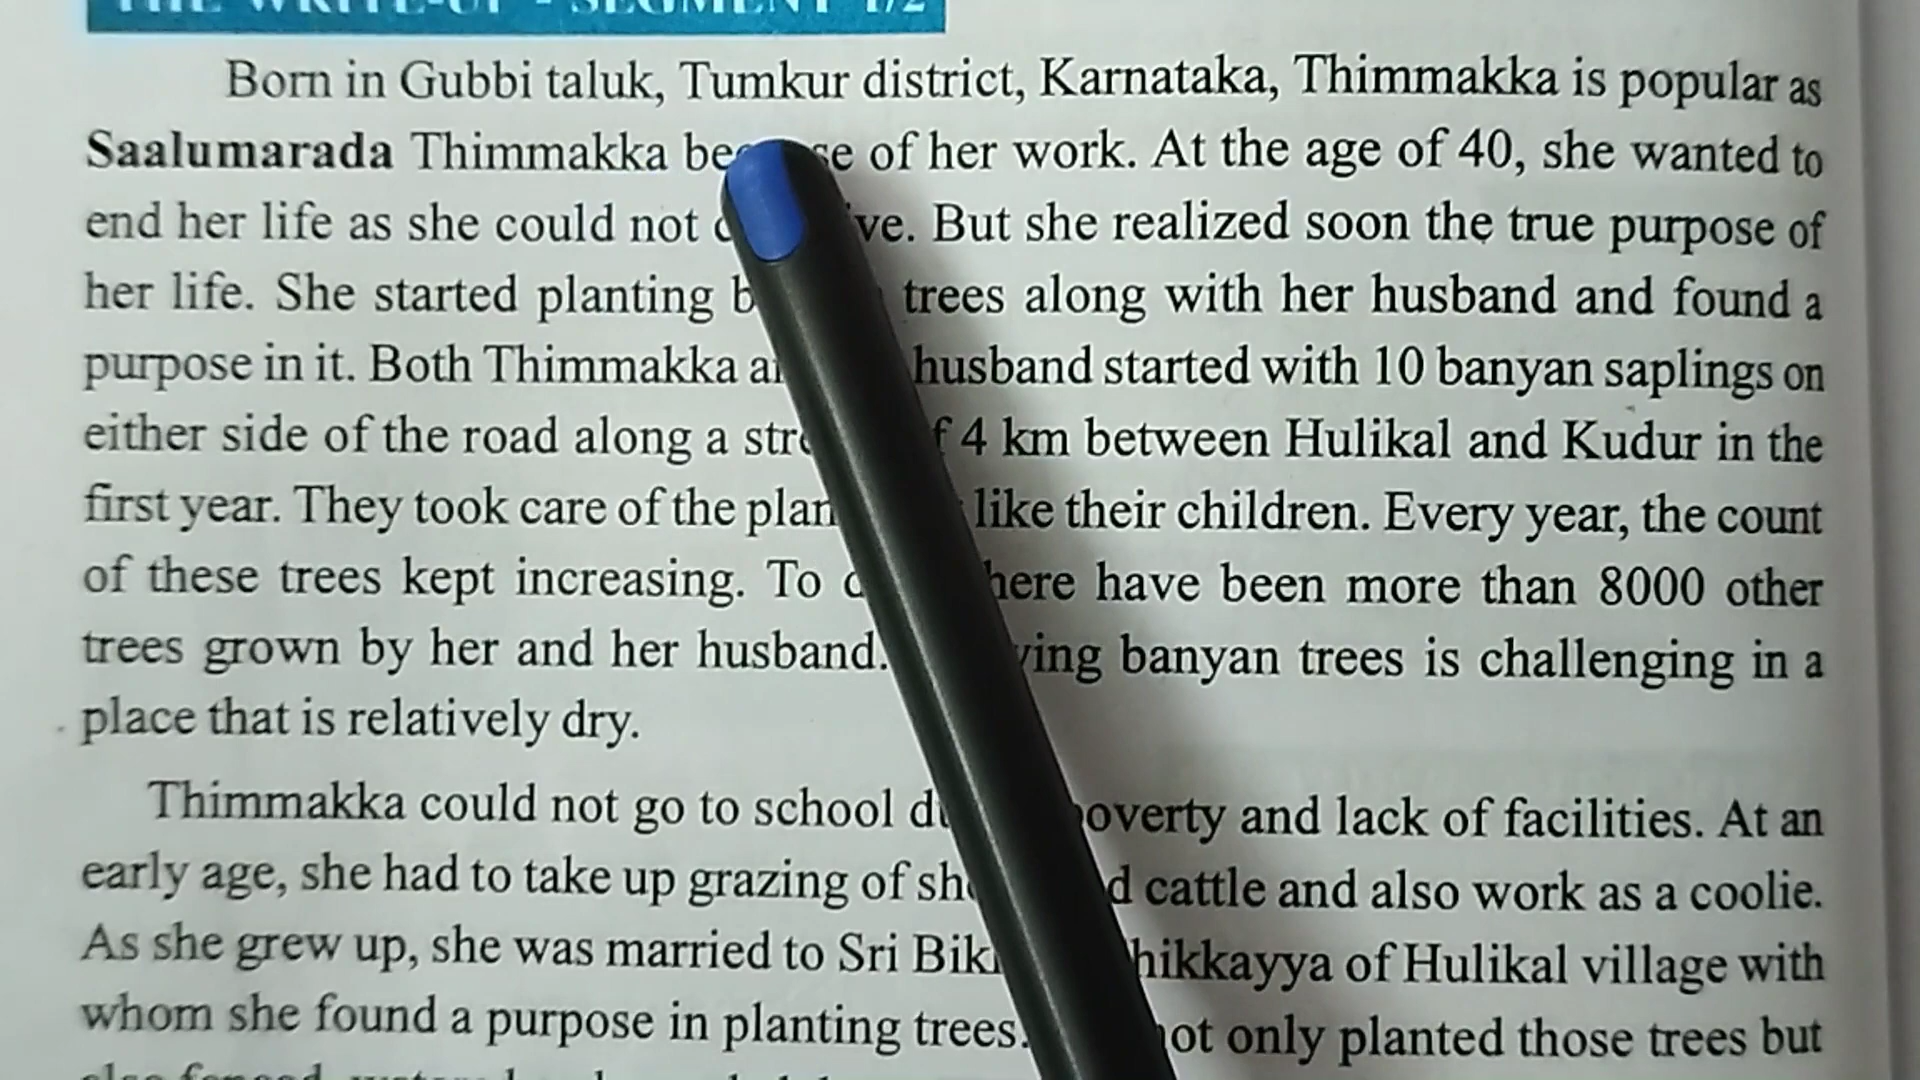 THE WRITE-UP - SEGMENT 1/2
Born in Gubbi taluk, Tumkur district, Karnataka, Thimmakka is popular as
Saalumarada Thimmakka of her work. At the age of 40, she wanted to
end her life as she could not . But she realized soon the true purpose of
her life. She started planting trees along with her husband and found a
purpose in it. Both Thimmakka husband started with 10 banyan saplings on
either side of the road along a 4 km between Hulikal and Kudur in the
first year. They took care of the like their children. Every year, the count
of these trees kept increasing. To have been more than 8000 other
trees grown by her and her husband. banyan trees is challenging in a
place that is relatively dry.
Thimmakka could not go to school poverty and lack of facilities. At an
early age, she had to take up grazing of cattle and also work as a coolie.
As she grew up, she was married to Sri of Hulikal village with
whom she found a purpose in planting trees. not only planted those trees but